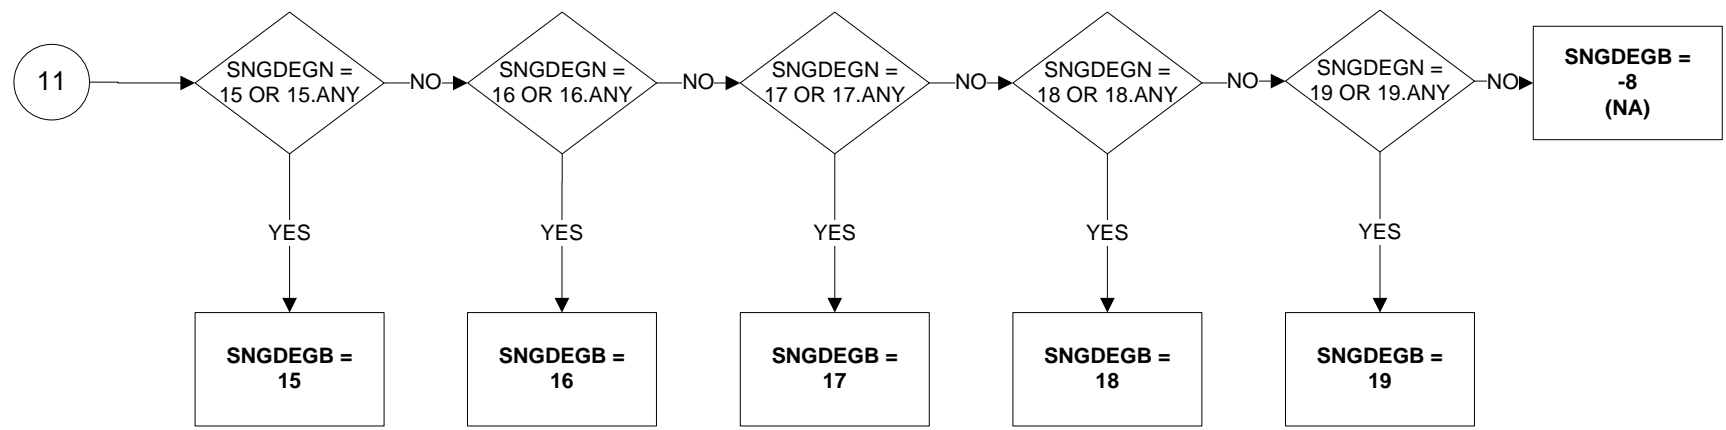 11
SNGDEGN =
15 OR 15.ANY
NO
SNGDEGN =
16 OR 16.ANY
NO
SNGDEGN =
17 OR 17.ANY
NO
SNGDEGN =
18 OR 18.ANY
NO
SNGDEGN =
19 OR 19.ANY
NO
SNGDEGB =
-8
(NA)
YES
YES
YES
YES
YES
SNGDEGB =
15
SNGDEGB =
16
SNGDEGB =
17
SNGDEGB =
18
SNGDEGB =
19